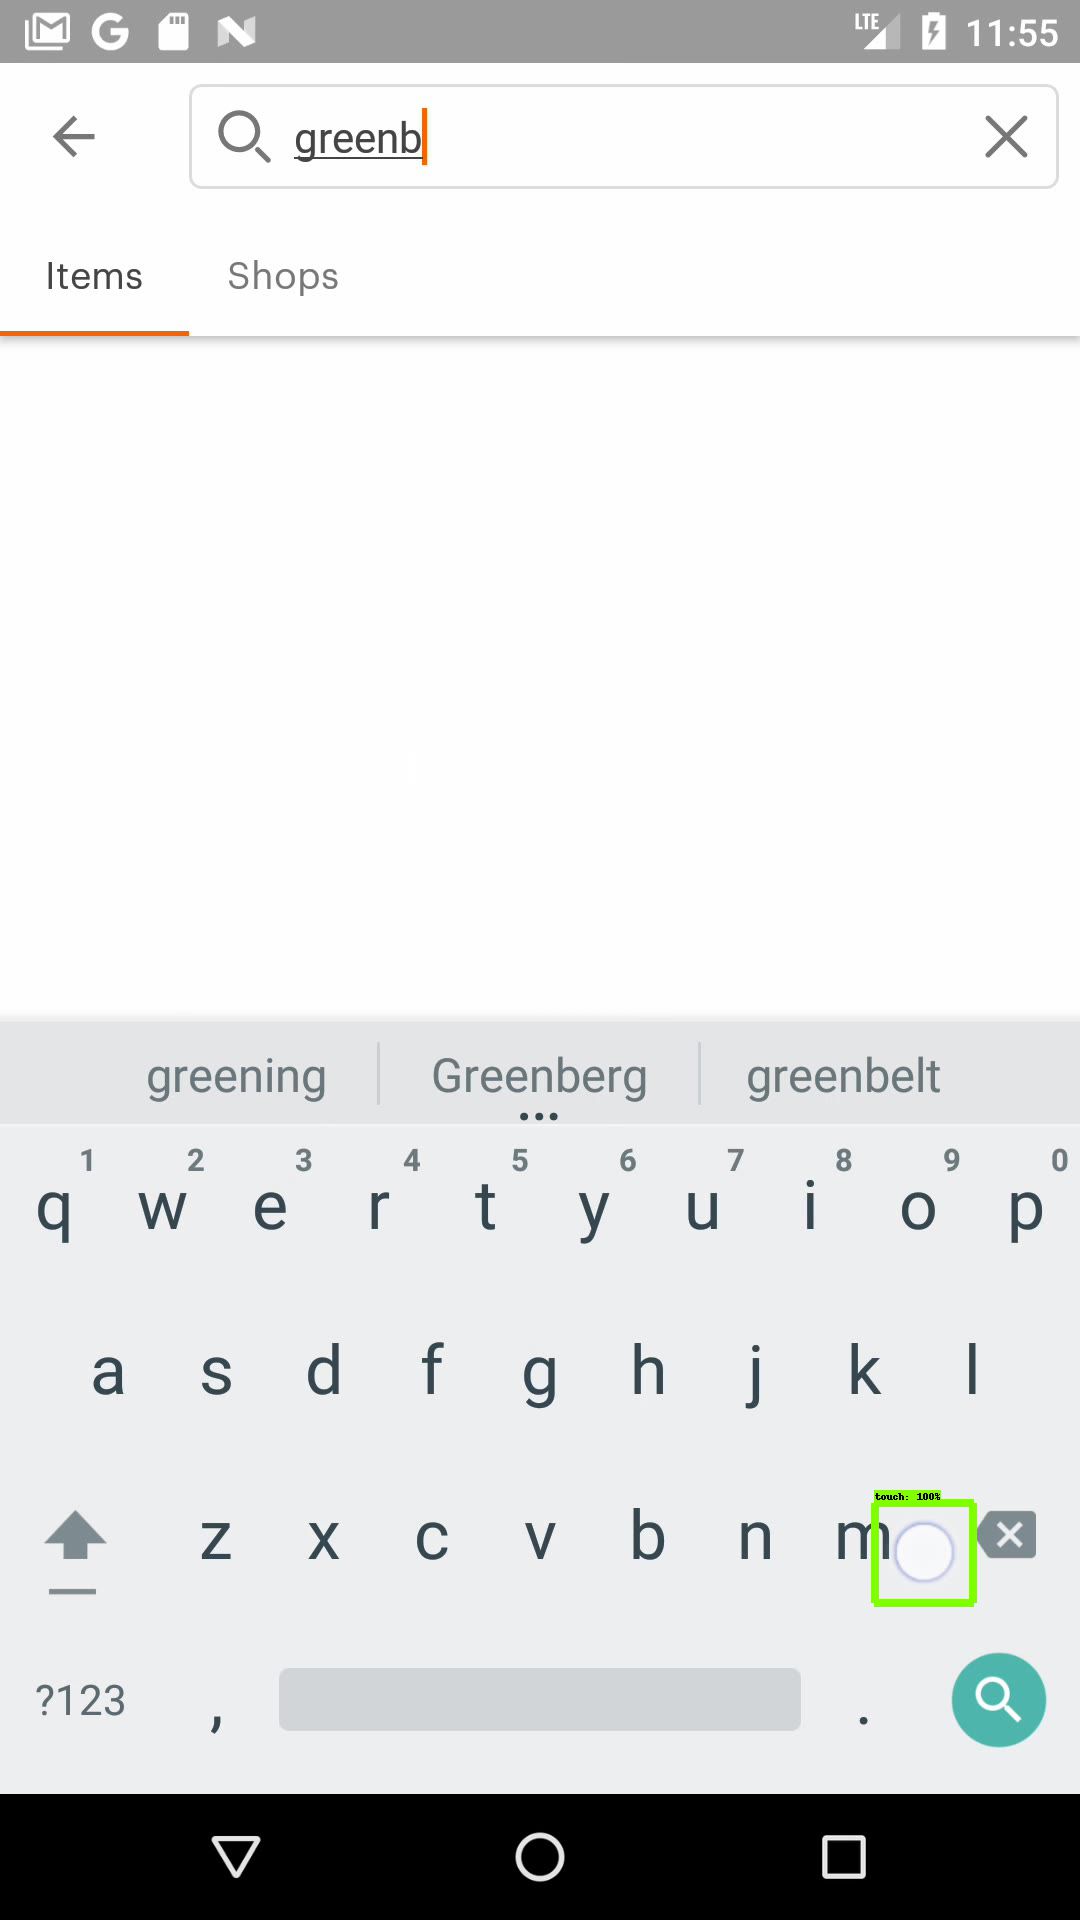 LTE 11:55
greenb
Items Shops
greening Greenberg greenbelt
1 2 3 4 5 6 7 8 9 0
q w e r t y u i o p
a s d f g h j k l
touch: 100%
z x c v b n m
?123 , .